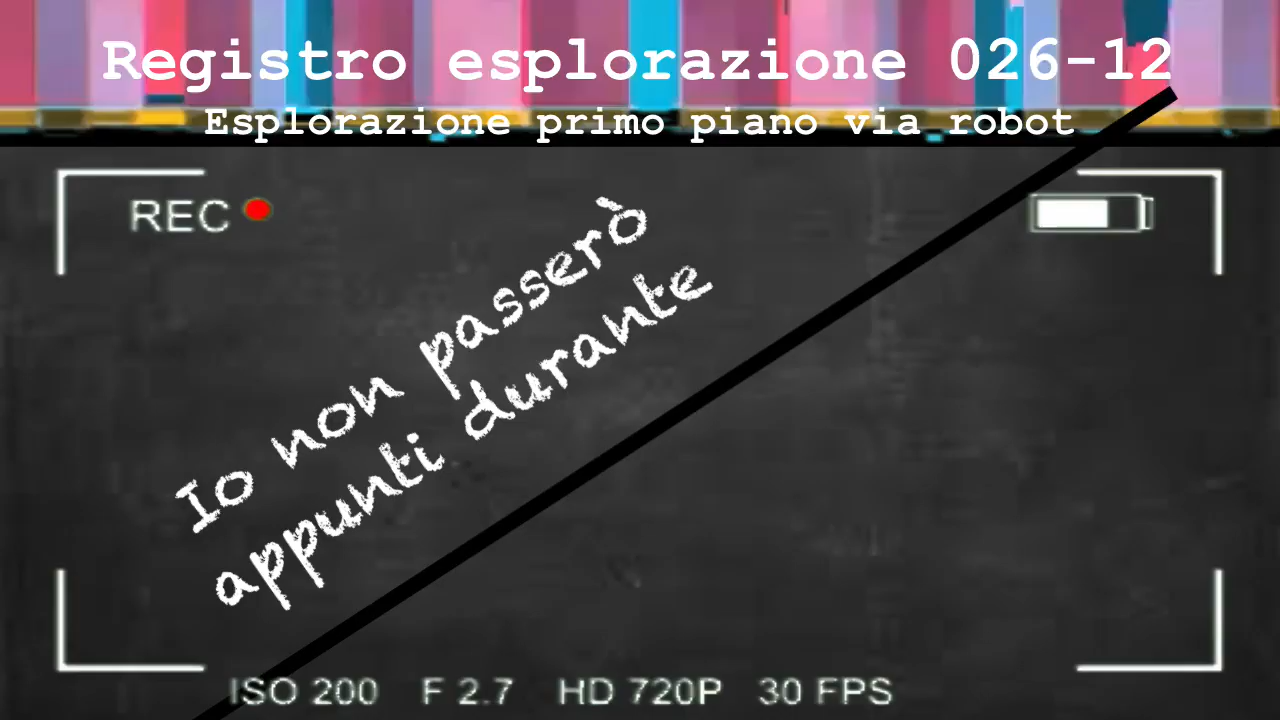 Registro esplorazione 026-12
Esplorazione primo piano via robot
REC
Io non passerò
appunti durante
ISO 200 F 2.7 HD 720P 30 FPS